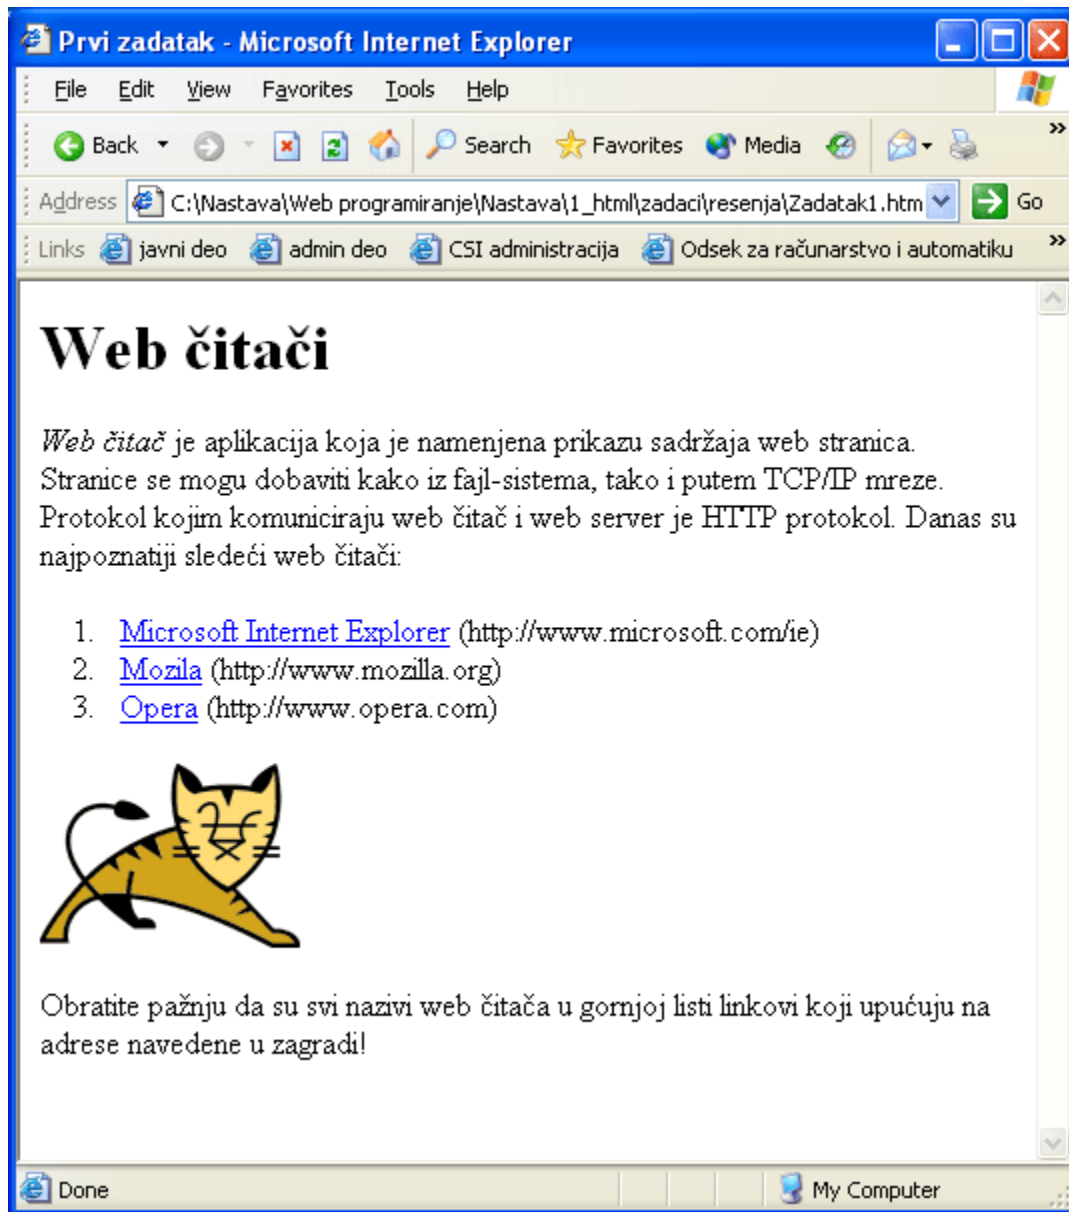 Prvi zadatak - Microsoft Internet Explorer
File Edit View Favorites Tools Help
Back Search Favorites Media »
Address C:\Nastava\Web programiranje\Nastava\1_html\zadaci\resenja\Zadatak1.htm Go
Links javni deo admin deo CSI administracija Odsek za računarstvo i automatiku »
Web čitači
Web čitač je aplikacija koja je namenjena prikazu sadržaja web stranica.
Stranice se mogu dobaviti kako iz fajl-sistema, tako i putem TCP/IP mreze.
Protokol kojim komuniciraju web čitač i web server je HTTP protokol. Danas su
najpoznatiji sledeći web čitači:
1. Microsoft Internet Explorer (http://www.microsoft.com/ie)
2. Mozila (http://www.mozilla.org)
3. Opera (http://www.opera.com)
Obratite pažnju da su svi nazivi web čitača u gornjoj listi linkovi koji upućuju na
adrese navedene u zagradi!
Done My Computer